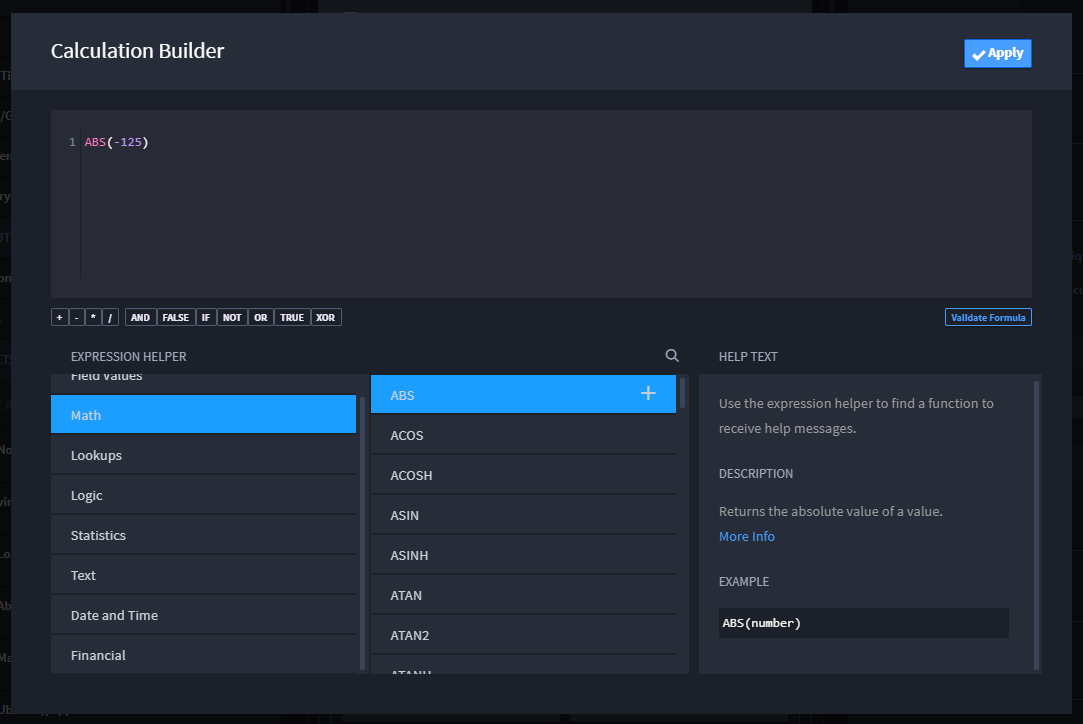 Calculation Builder
Apply
1 ABS(-125)
+ - * / AND FALSE IF NOT OR TRUE XOR
Validate Formula
EXPRESSION HELPER
Field Values
Math
Lookups
Logic
Statistics
Text
Date and Time
Financial
ABS
ACOS
ACOSH
ASIN
ASINH
ATAN
ATAN2
ATANH
HELP TEXT
Use the expression helper to find a function to
receive help messages.
DESCRIPTION
Returns the absolute value of a value.
More Info
EXAMPLE
ABS(number)